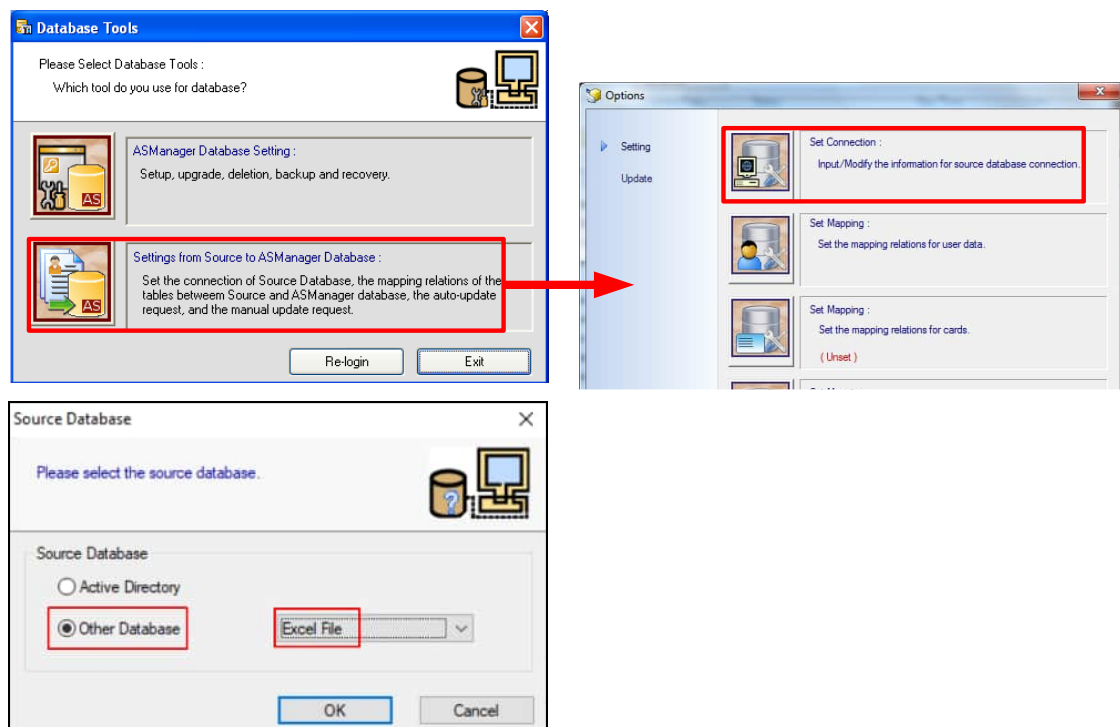 Database Tools
Please Select Database Tools :
Which tool do you use for database?
ASManager Database Setting :
Setup, upgrade, deletion, backup and recovery.
AS
Settings from Source to ASManager Database :
Set the connection of Source Database, the mapping relations of the
tables betweem Source and ASManager database, the auto-update
request, and the manual update request.
AS
Re-login
Exit
Options
Setting
Update
Set Connection :
Input/Modify the information for source database connection.
Set Mapping :
Set the mapping relations for user data.
Set Mapping :
Set the mapping relations for cards.
( Unset )
Source Database
Please select the source database.
Source Database
Active Directory
Other Database
Excel File
OK
Cancel